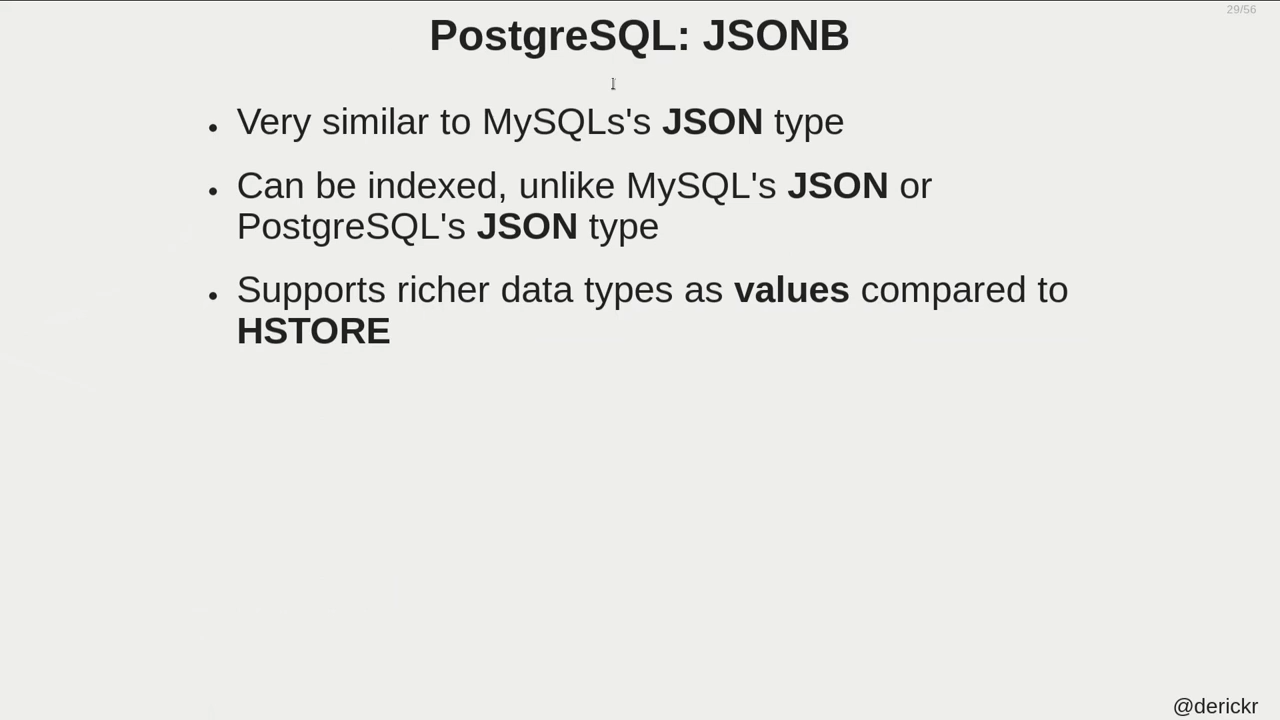 29/56
PostgreSQL: JSONB
• Very similar to MySQLs's JSON type
• Can be indexed, unlike MySQL's JSON or
PostgreSQL's JSON type
• Supports richer data types as values compared to
HSTORE
@derickr